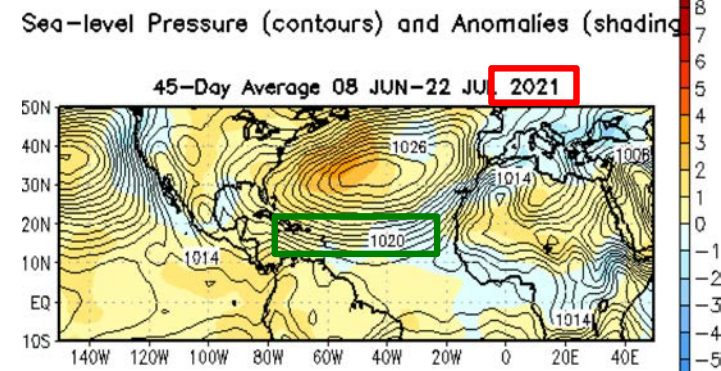 Sea-level Pressure (contours) and Anomalies (shading
45-Day Average 08 JUN-22 JUL 2021
8
7
6
5
4
3
2
1
0
-1
-2
-3
-4
-5
50N
40N
30N
20N
10N
EQ
10S
1026
1008
1014
1020
1014
1014
140W 120W 100W 80W 60W 40W 20W 0 20E 40E